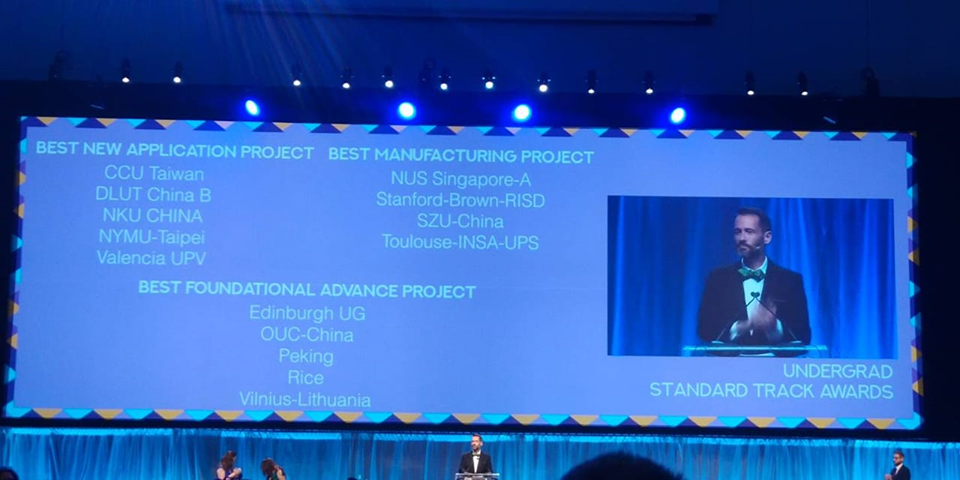 BEST NEW APPLICATION PROJECT
CCU Taiwan
DLUT China B
NKU CHINA
NYMU-Taipei
Valencia UPV
BEST MANUFACTURING PROJECT
NUS Singapore-A
Stanford-Brown-RISD
SZU-China
Toulouse-INSA-UPS
BEST FOUNDATIONAL ADVANCE PROJECT
Edinburgh UG
OUC-China
Peking
Rice
Vilnius-Lithuania
UNDERGRAD
STANDARD TRACK AWARDS